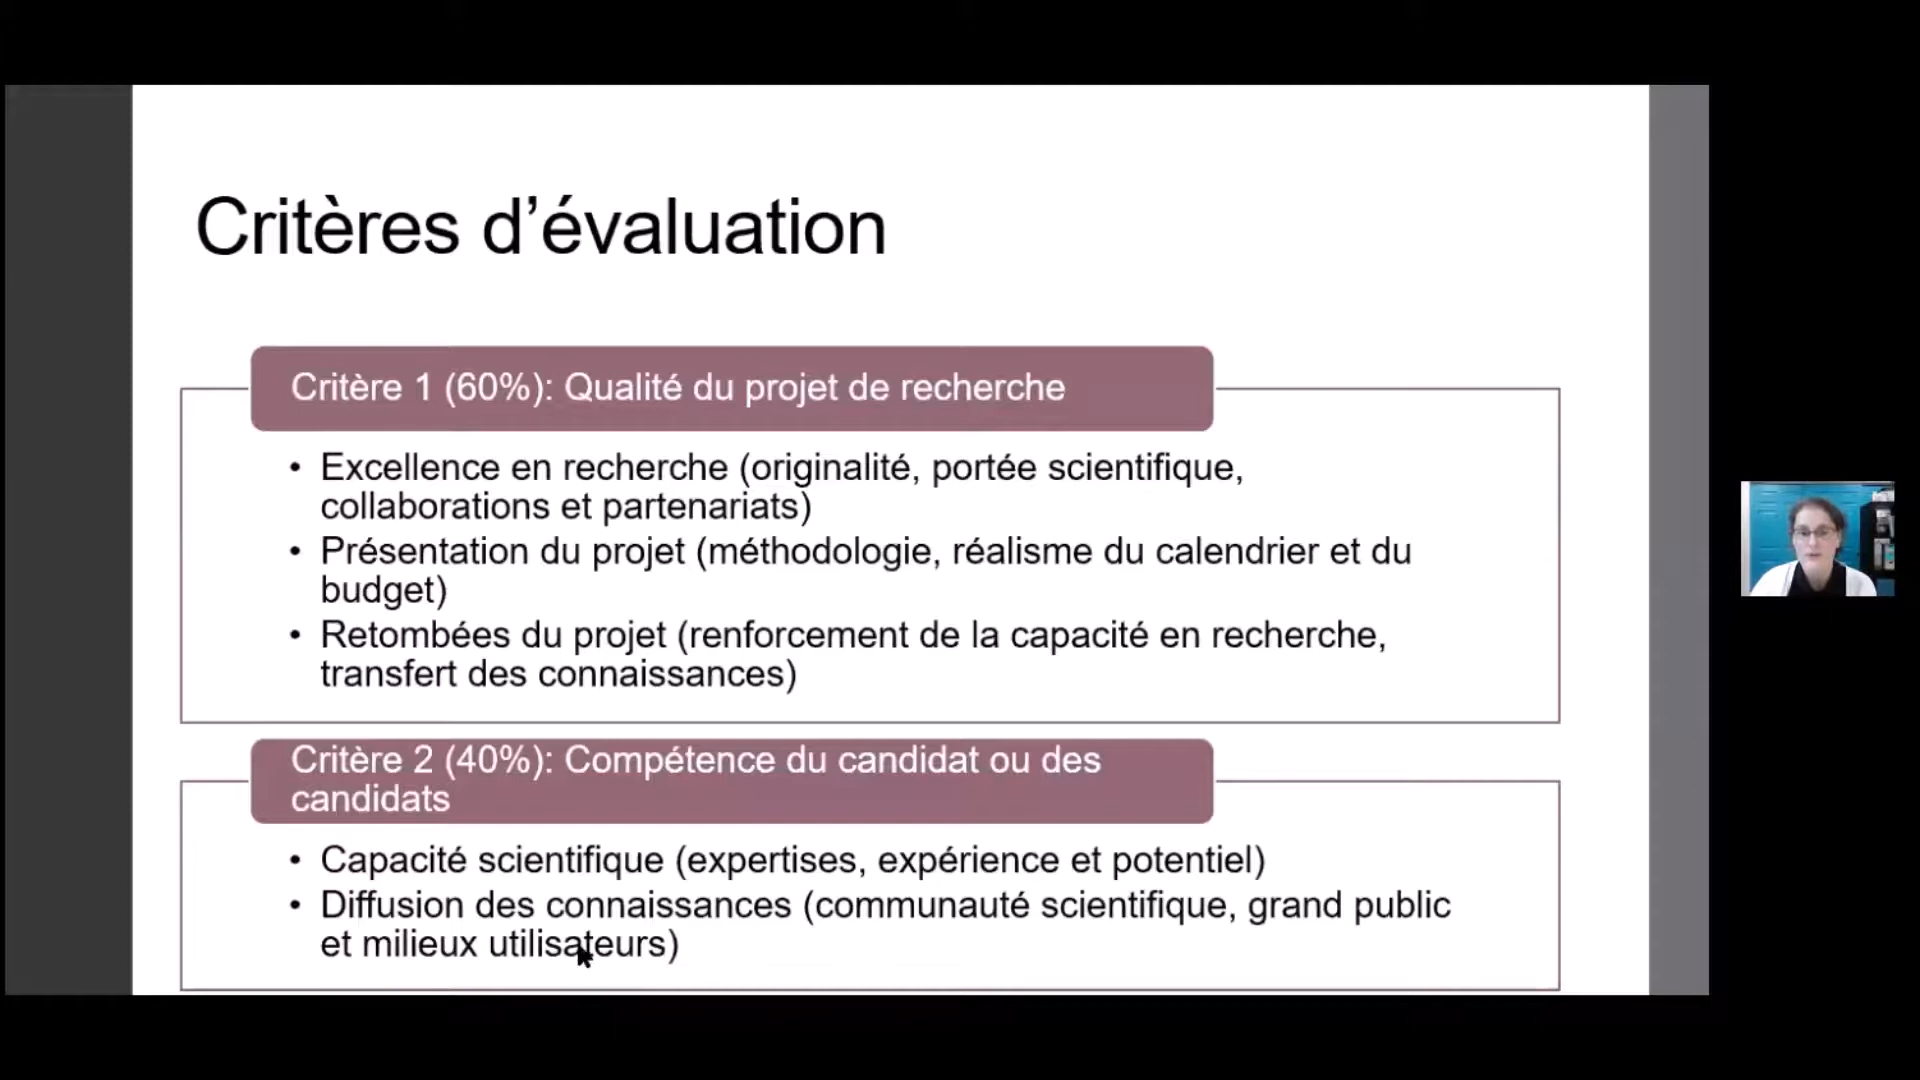 Critères d’évaluation
Critère 1 (60%): Qualité du projet de recherche
• Excellence en recherche (originalité, portée scientifique,
collaborations et partenariats)
• Présentation du projet (méthodologie, réalisme du calendrier et du
budget)
• Retombées du projet (renforcement de la capacité en recherche,
transfert des connaissances)
Critère 2 (40%): Compétence du candidat ou des
candidats
• Capacité scientifique (expertises, expérience et potentiel)
• Diffusion des connaissances (communauté scientifique, grand public
et milieux utilisateurs)